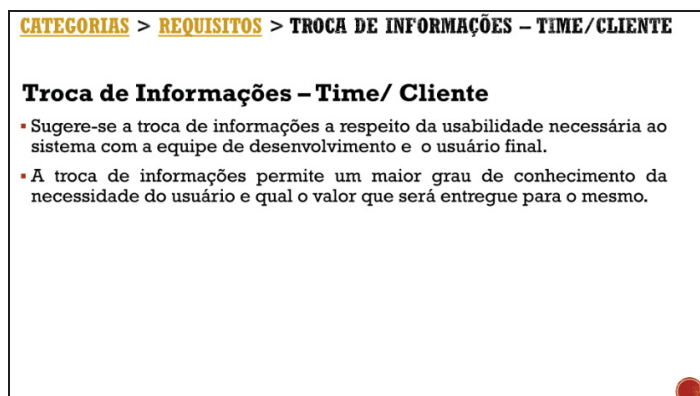 CATEGORIAS > REQUISITOS > TROCA DE INFORMAÇÕES – TIME/CLIENTE
Troca de Informações – Time/ Cliente
▪ Sugere-se a troca de informações a respeito da usabilidade necessária ao
sistema com a equipe de desenvolvimento e o usuário final.
▪ A troca de informações permite um maior grau de conhecimento da
necessidade do usuário e qual o valor que será entregue para o mesmo.